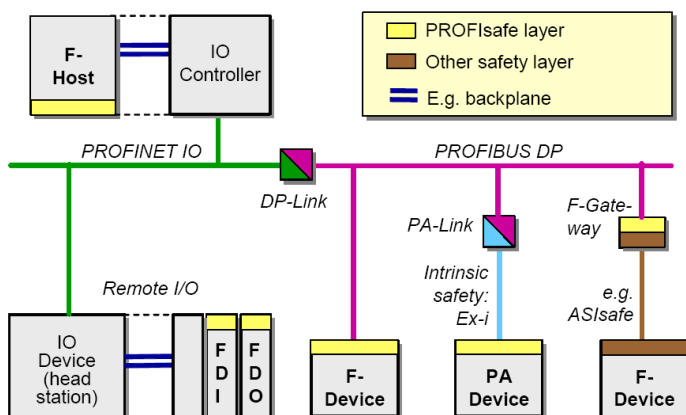 F-
Host
IO
Controller
PROFIsafe layer
Other safety layer
E.g. backplane
PROFINET IO
PROFIBUS DP
DP-Link
PA-Link
F-Gate-
way
Intrinsic
safety:
Ex-i
e.g.
ASIsafe
Remote I/O
IO
Device
(head
station)
F
D
I
F
D
O
F-
Device
PA
Device
F-
Device